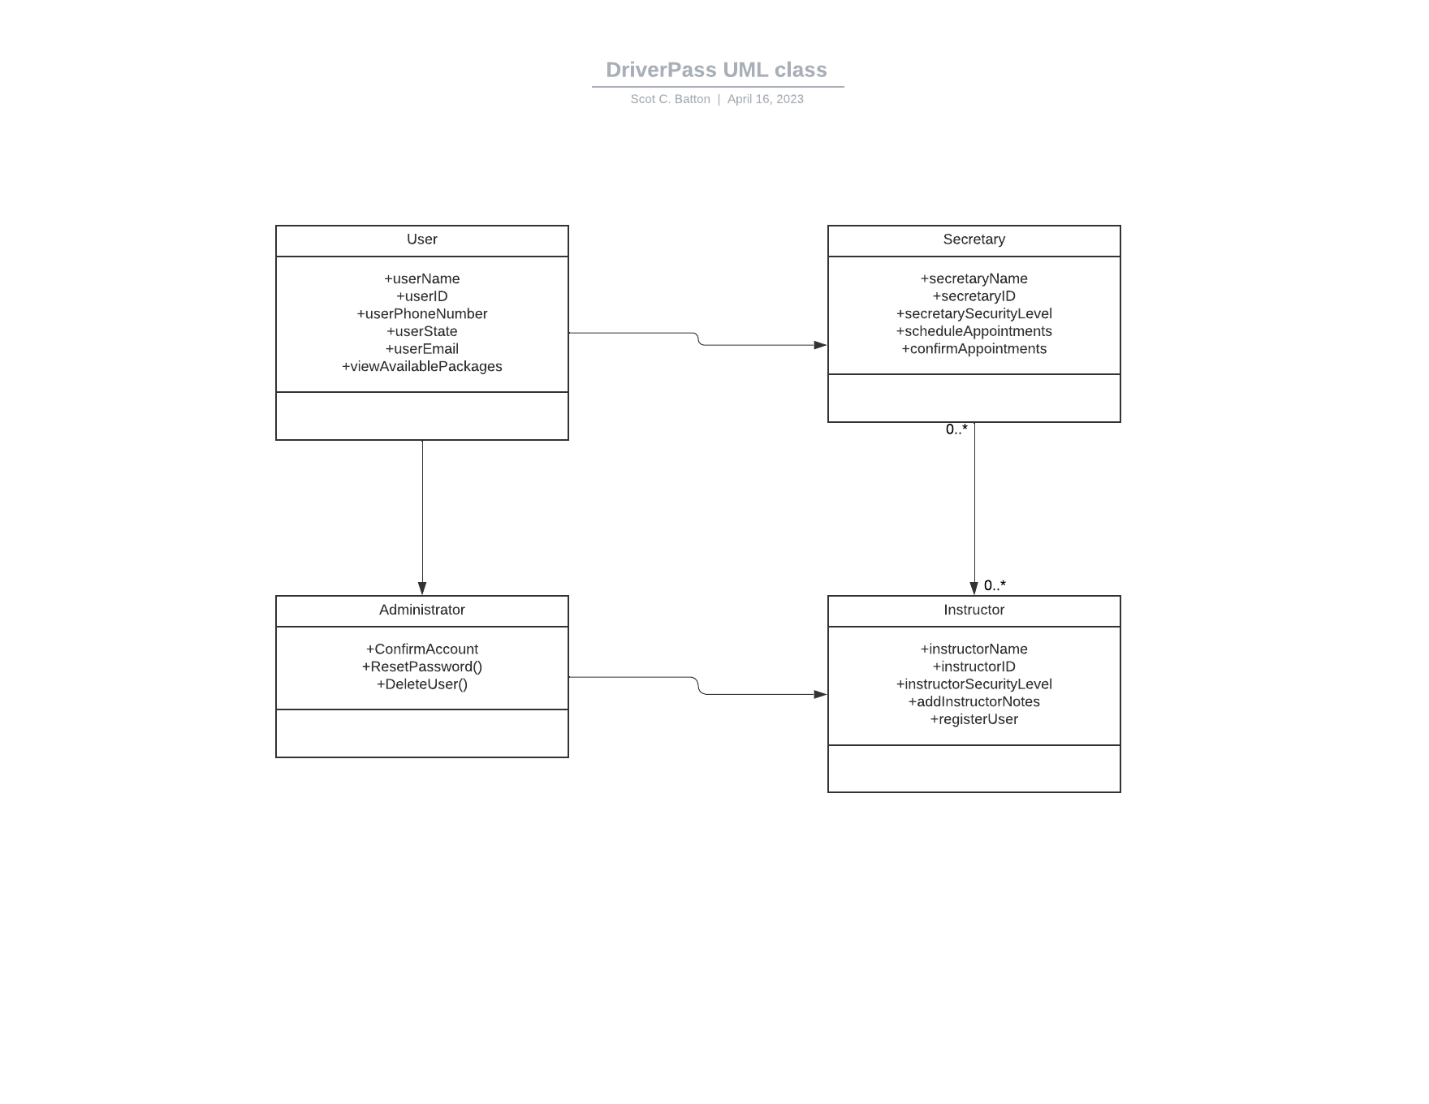 DriverPass UML class
Scot C. Batton | April 16, 2023
User
+userName
+userID
+userPhoneNumber
+userState
+userEmail
+viewAvailablePackages
Secretary
+secretaryName
+secretaryID
+secretarySecurityLevel
+scheduleAppointments
+confirmAppointments
0..*
0..*
Administrator
+ConfirmAccount
+ResetPassword()
+DeleteUser()
Instructor
+instructorName
+instructorID
+instructorSecurityLevel
+addInstructorNotes
+registerUser